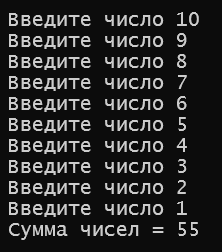 Введите число 10
Введите число 9
Введите число 8
Введите число 7
Введите число 6
Введите число 5
Введите число 4
Введите число 3
Введите число 2
Введите число 1
Сумма чисел = 55